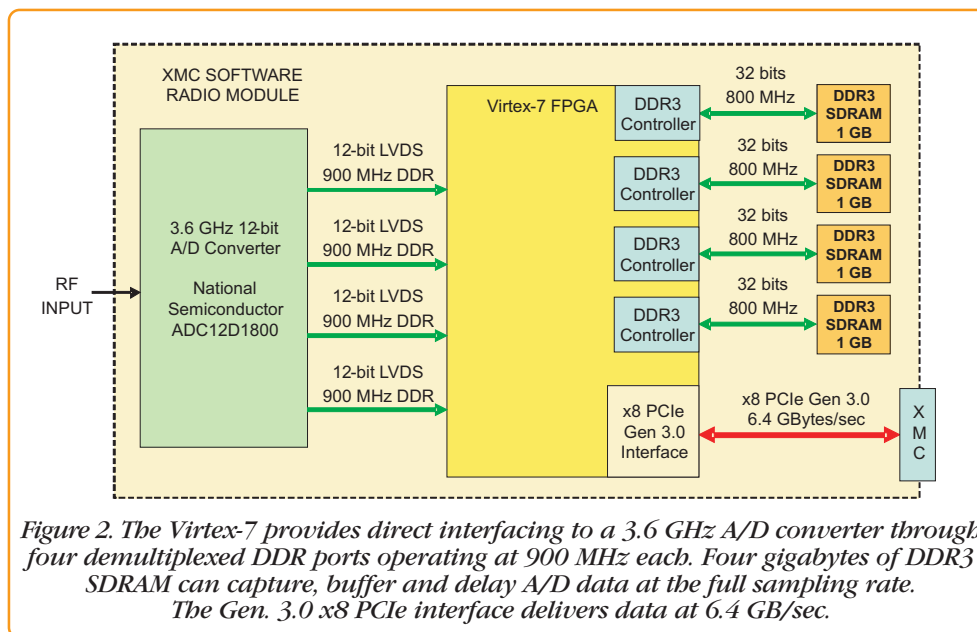 XMC SOFTWARE
RADIO MODULE
RF
INPUT
3.6 GHz 12-bit
A/D Converter
National
Semiconductor
ADC12D1800
12-bit LVDS
900 MHz DDR
12-bit LVDS
900 MHz DDR
12-bit LVDS
900 MHz DDR
12-bit LVDS
900 MHz DDR
Virtex-7 FPGA
DDR3
Controller
DDR3
Controller
DDR3
Controller
DDR3
Controller
x8 PCIe
Gen 3.0
Interface
32 bits
800 MHz
32 bits
800 MHz
32 bits
800 MHz
32 bits
800 MHz
DDR3
SDRAM
1 GB
DDR3
SDRAM
1 GB
DDR3
SDRAM
1 GB
DDR3
SDRAM
1 GB
x8 PCIe Gen 3.0
6.4 GBytes/sec
X
M
C
Figure 2. The Virtex-7 provides direct interfacing to a 3.6 GHz A/D converter through
four demultiplexed DDR ports operating at 900 MHz each. Four gigabytes of DDR3
SDRAM can capture, buffer and delay A/D data at the full sampling rate.
The Gen. 3.0 x8 PCIe interface delivers data at 6.4 GB/sec.